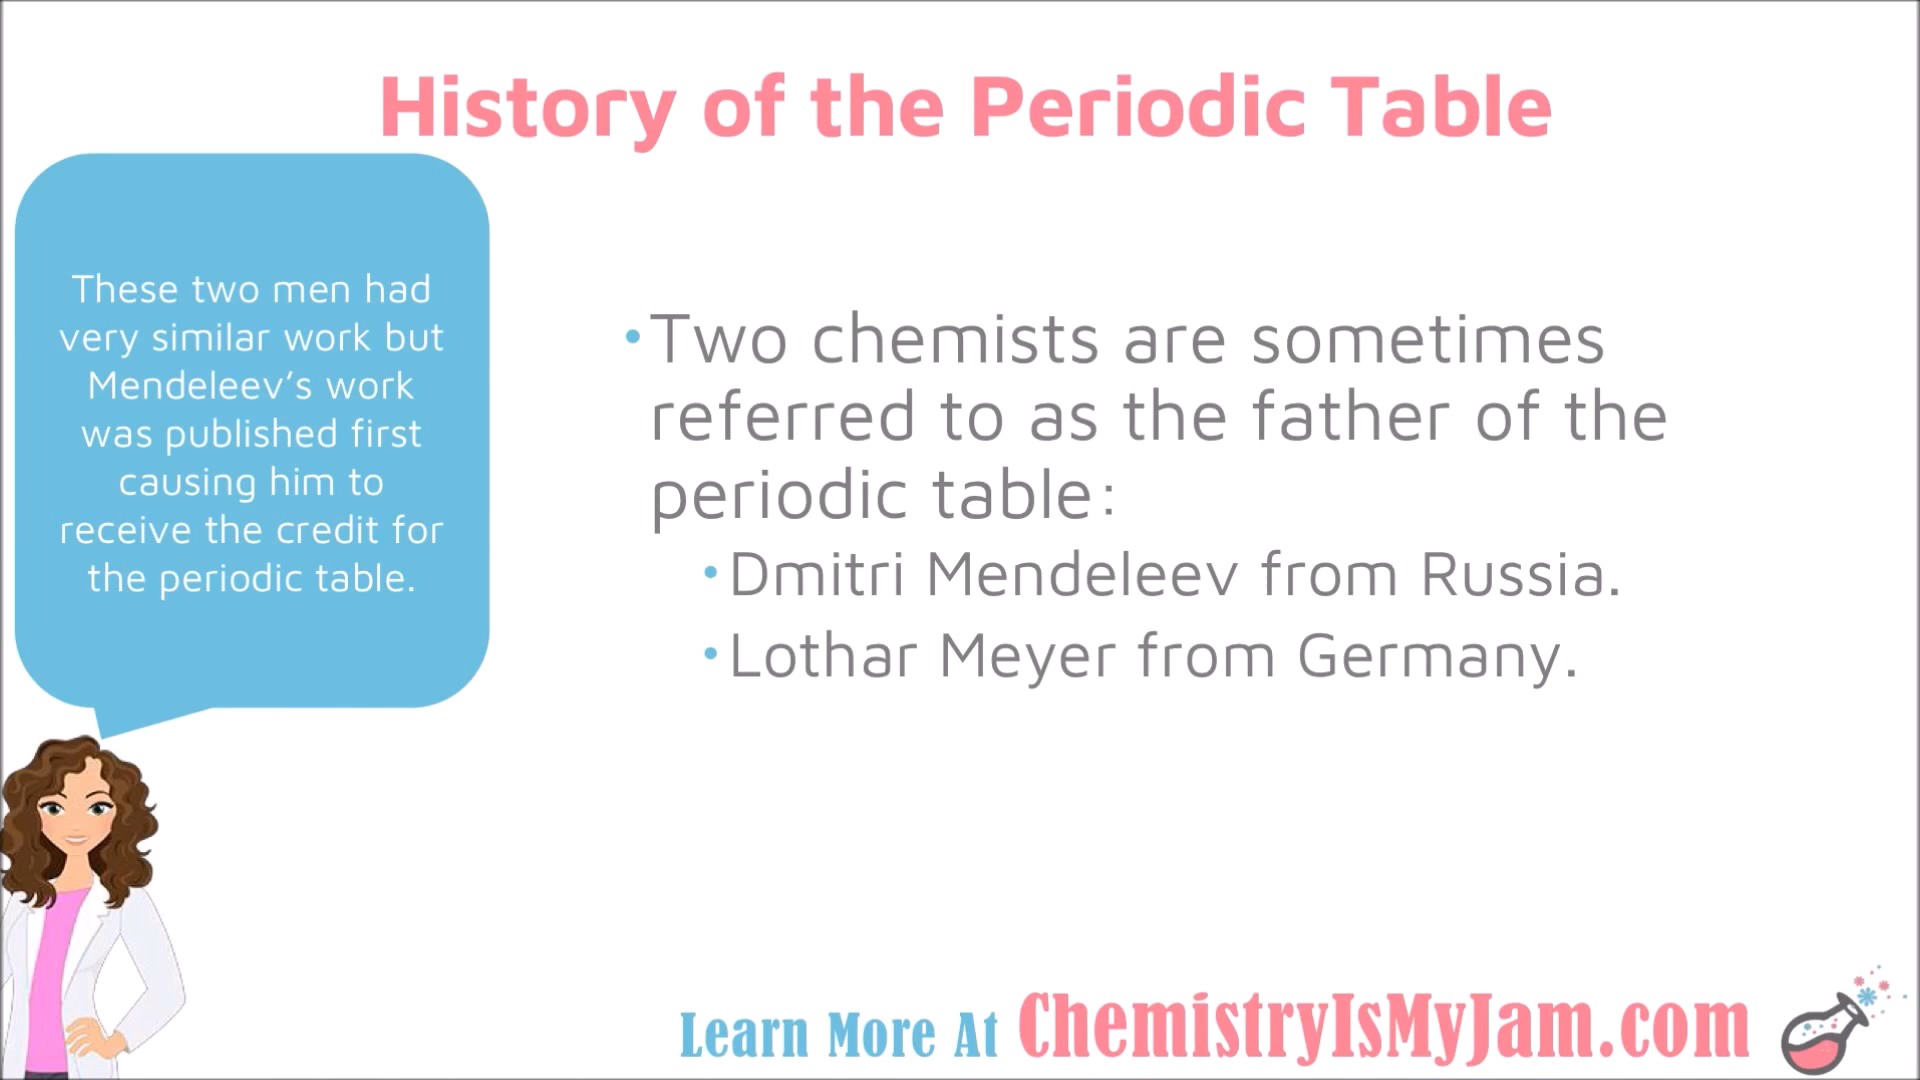 History of the Periodic Table
These two men had
very similar work but
Mendeleev’s work
was published first
causing him to
receive the credit for
the periodic table.
•Two chemists are sometimes
referred to as the father of the
periodic table:
•Dmitri Mendeleev from Russia.
•Lothar Meyer from Germany.
Learn More At ChemistryIsMyJam.com